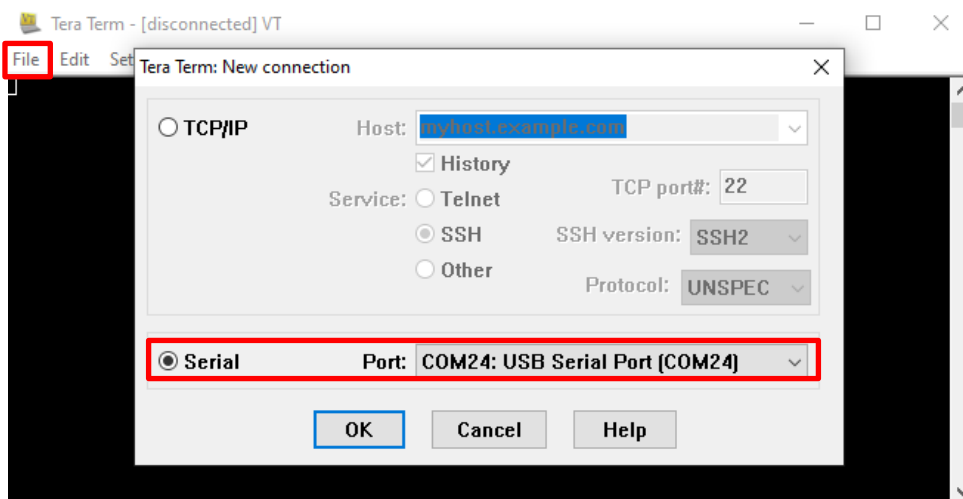 Tera Term - [disconnected] VT
File Edit Set
Tera Term: New connection
TCP/IP Host: myhost.example.com
History
Service: Telnet TCP port#: 22
SSH SSH version: SSH2
Other Protocol: UNSPEC
Serial Port: COM24: USB Serial Port (COM24)
OK Cancel Help